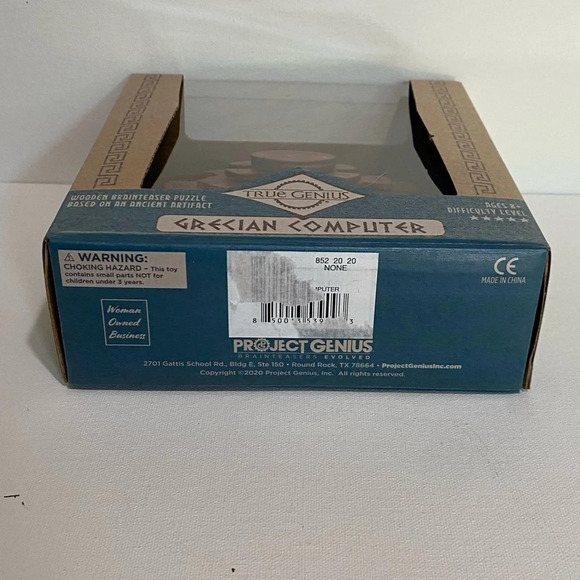 WOODEN BRAINTEASER PUZZLE
BASED ON AN ANCIENT ARTIFACT
TRUE GENIUS
GRECIAN COMPUTER
AGES 8+
DIFFICULTY LEVEL
★★★★★
⚠ WARNING:
CHOKING HAZARD – This toy
contains small parts NOT for
children under 3 years.
Woman
Owned
Business
852 20 20
NONE
CE
MADE IN CHINA
PROJECT GENIUS
BRAINTEASERS EVOLVED
2701 Gattis School Rd., Bldg E, Ste 150 • Round Rock, TX 78664 • ProjectGeniusInc.com
Copyright ©2020 Project Genius, Inc. All rights reserved.